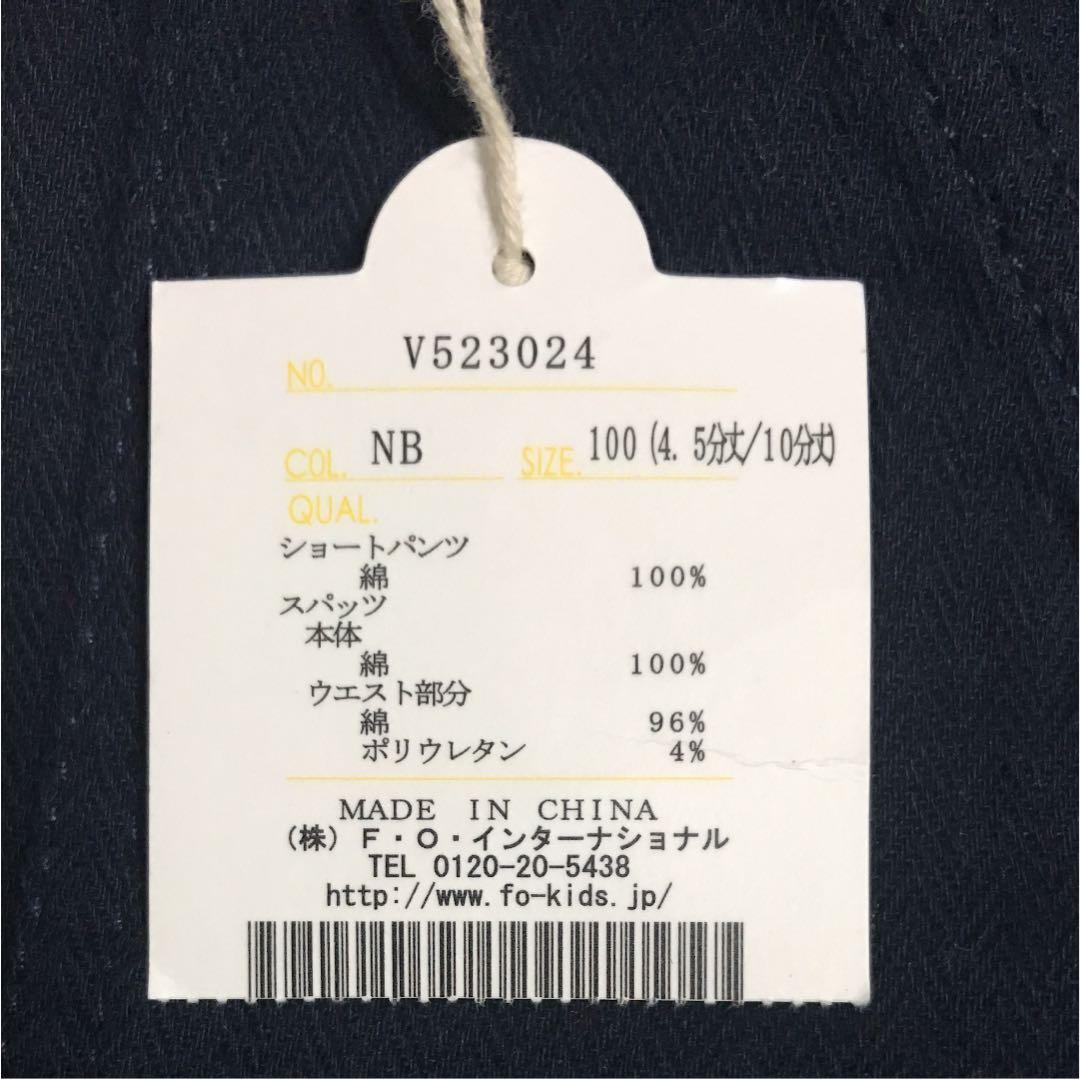 NO. V523024
COL. NB SIZE. 100 (4.5分丈/10分丈)
QUAL.
ショートパンツ
綿 100%
スパッツ
本体
綿 100%
ウエスト部分
綿 96%
ポリウレタン 4%
MADE IN CHINA
(株) F・O・インターナショナル
TEL 0120-20-5438
http://www.fo-kids.jp/